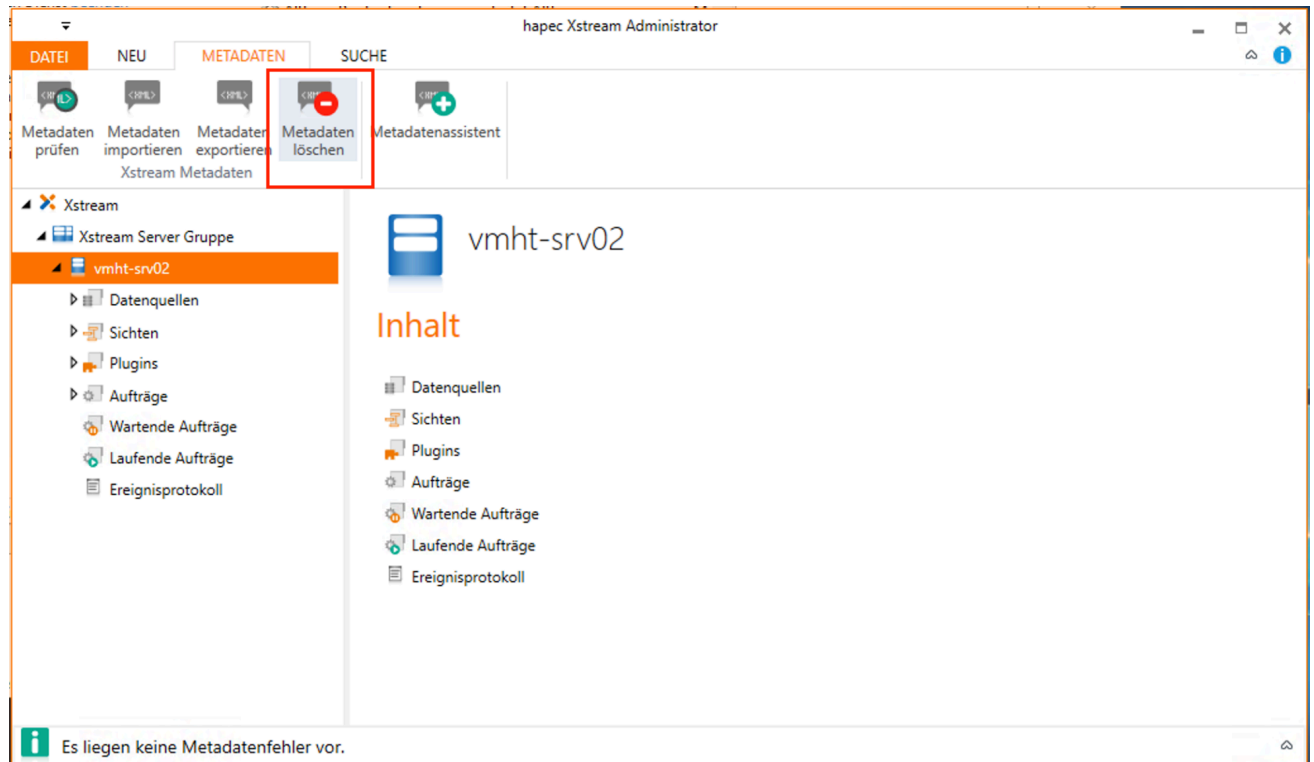 hapec Xstream Administrator
DATEI NEU METADATEN SUCHE
Metadaten prüfen
Metadaten importieren
Metadaten exportieren
Metadaten löschen
Metadatenassistent
Xstream Metadaten
Xstream
Xstream Server Gruppe
vmht-srv02
Datenquellen
Sichten
Plugins
Aufträge
Wartende Aufträge
Laufende Aufträge
Ereignisprotokoll
vmht-srv02
Inhalt
Datenquellen
Sichten
Plugins
Aufträge
Wartende Aufträge
Laufende Aufträge
Ereignisprotokoll
Es liegen keine Metadatenfehler vor.